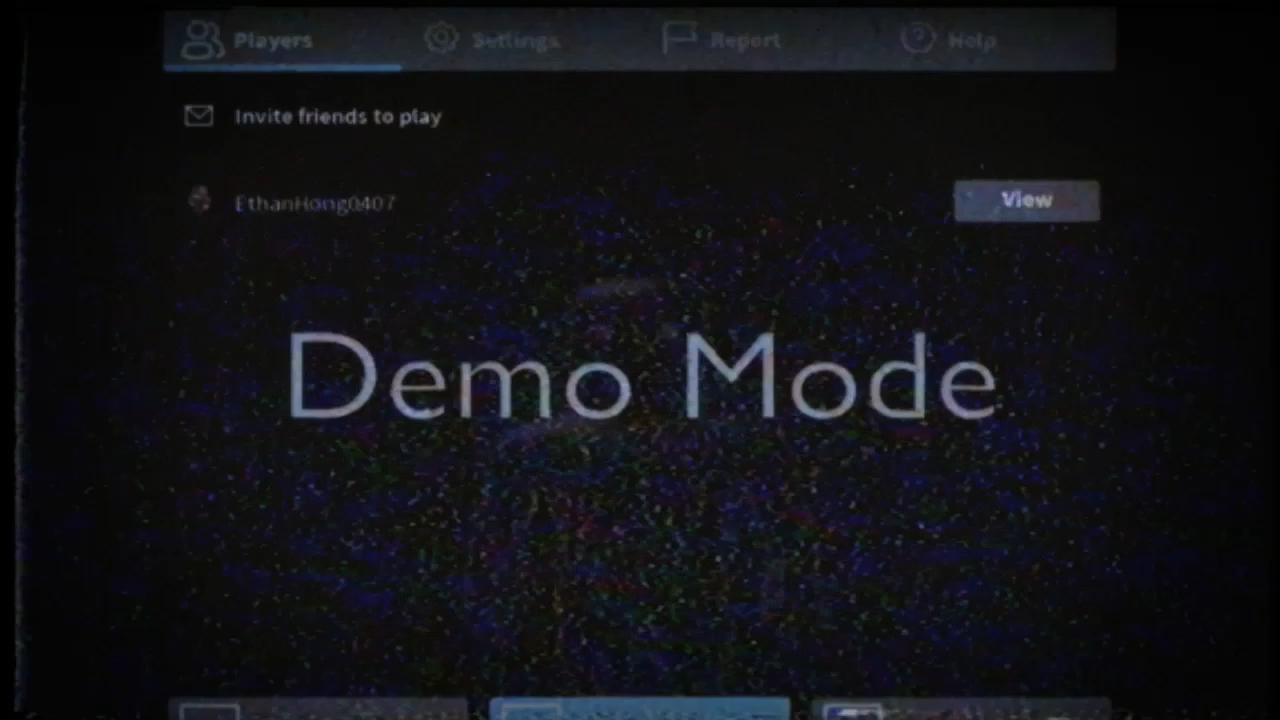 Players Settings Report Help
Invite friends to play
EthanHong0407 View
Demo Mode